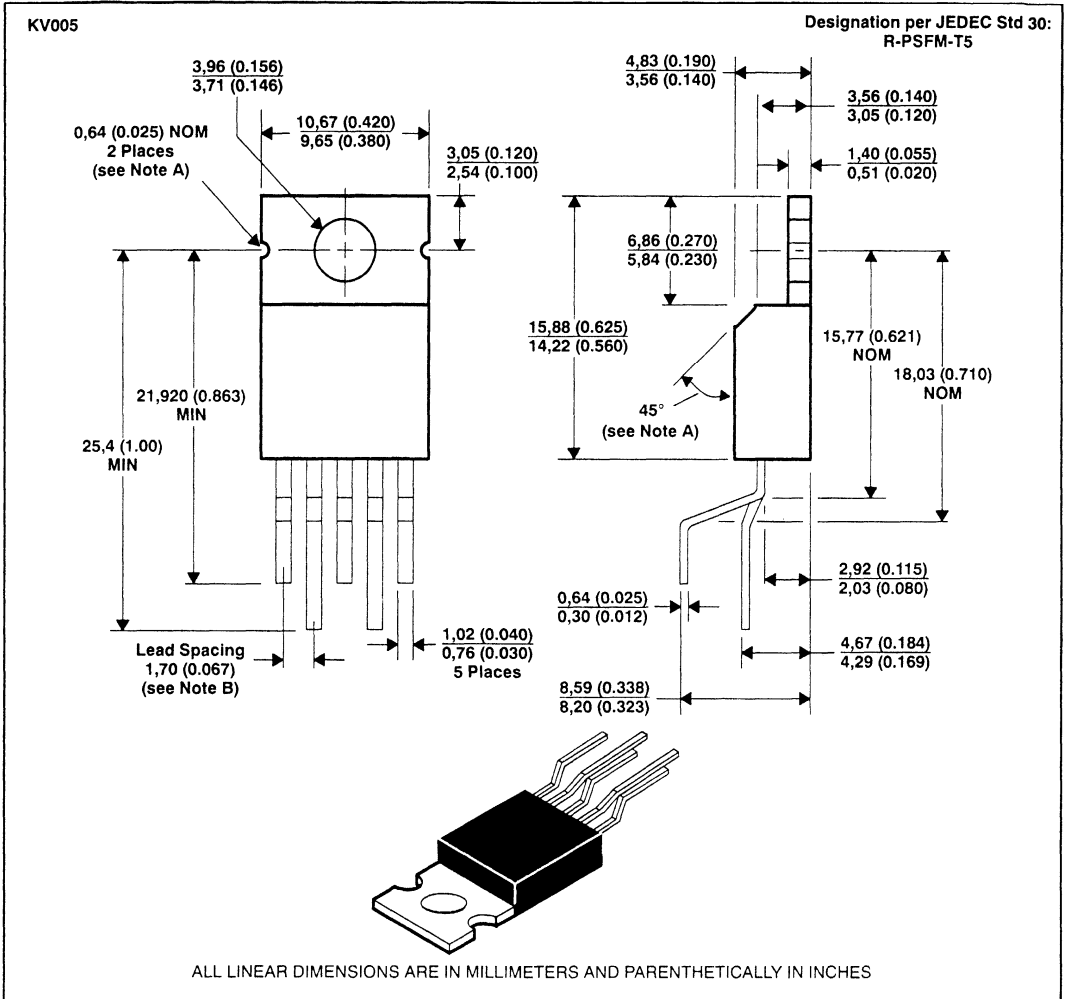 KV005
Designation per JEDEC Std 30:
R-PSFM-T5
3,96 (0.156)
3,71 (0.146)
0,64 (0.025) NOM
2 Places
(see Note A)
10,67 (0.420)
9,65 (0.380)
3,05 (0.120)
2,54 (0.100)
4,83 (0.190)
3,56 (0.140)
3,56 (0.140)
3,05 (0.120)
1,40 (0.055)
0,51 (0.020)
6,86 (0.270)
5,84 (0.230)
15,88 (0.625)
14,22 (0.560)
15,77 (0.621)
NOM
18,03 (0.710)
NOM
21,920 (0.863)
MIN
25,4 (1.00)
MIN
45°
(see Note A)
Lead Spacing
1,70 (0.067)
(see Note B)
1,02 (0.040)
0,76 (0.030)
5 Places
0,64 (0.025)
0,30 (0.012)
2,92 (0.115)
2,03 (0.080)
4,67 (0.184)
4,29 (0.169)
8,59 (0.338)
8,20 (0.323)
ALL LINEAR DIMENSIONS ARE IN MILLIMETERS AND PARENTHETICALLY IN INCHES